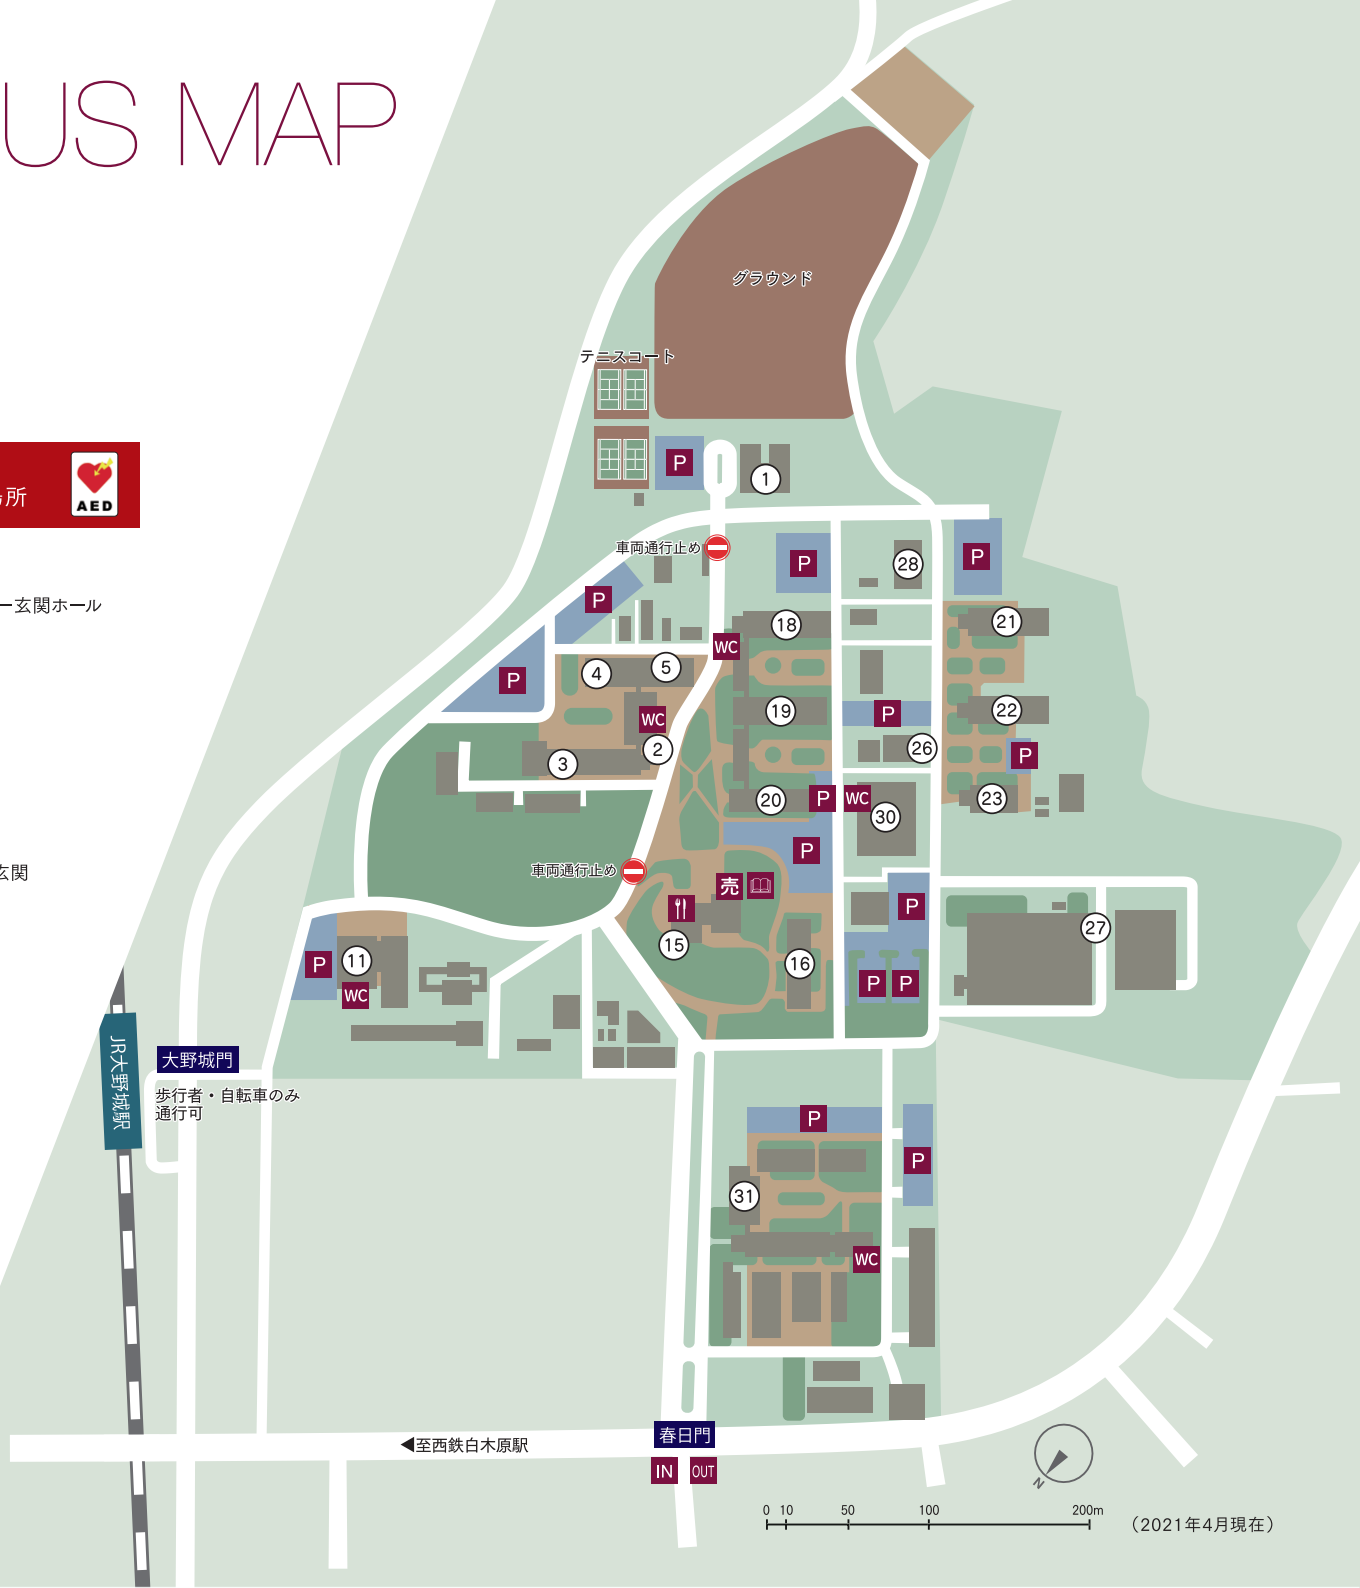 US MAP
グラウンド
テニスコート
P
1
所
AED
車両通行止め
P
28
P
ー玄関ホール
P
18
21
WC
4
5
P
19
P
22
WC
2
26
3
P
20
P
WC
23
30
P
玄関
車両通行止め
売
P
15
27
P
11
16
WC
P
P
JR大野城駅
大野城門
歩行者・自転車のみ
通行可
P
P
31
WC
春日門
◀至西鉄白木原駅
IN
OUT
N
0 10 50 100 200m
（2021年4月現在）